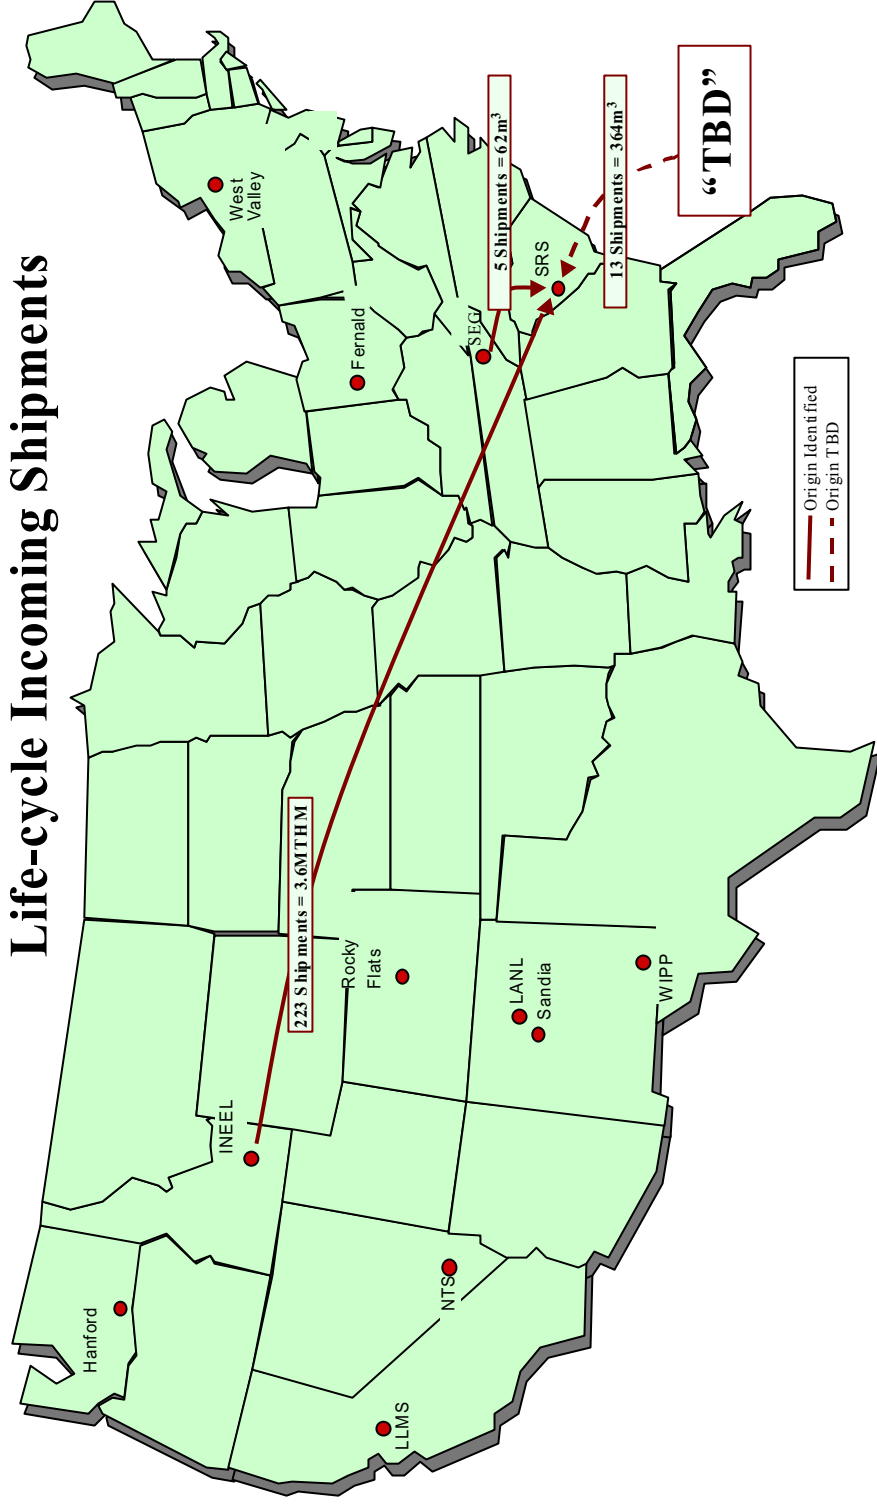 Life-cycle Incoming Shipments
Hanford
INEEL
LLMS
NTS
Rocky
Flats
LANL
Sandia
WIPP
223 Shipments = 3.6MTHM
Fernald
West
Valley
SEG
5 Shipments = 62m³
SRS
13 Shipments = 364m³
“TBD”
Origin Identified
Origin TBD